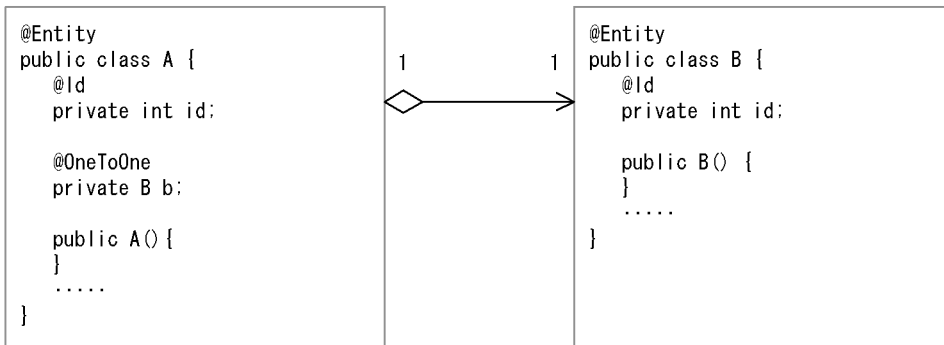 @Entity
public class A {
@Id
private int id;
@OneToOne
private B b;
public A(){
}
.....
}
1
1
@Entity
public class B {
@Id
private int id;
public B() {
}
.....
}